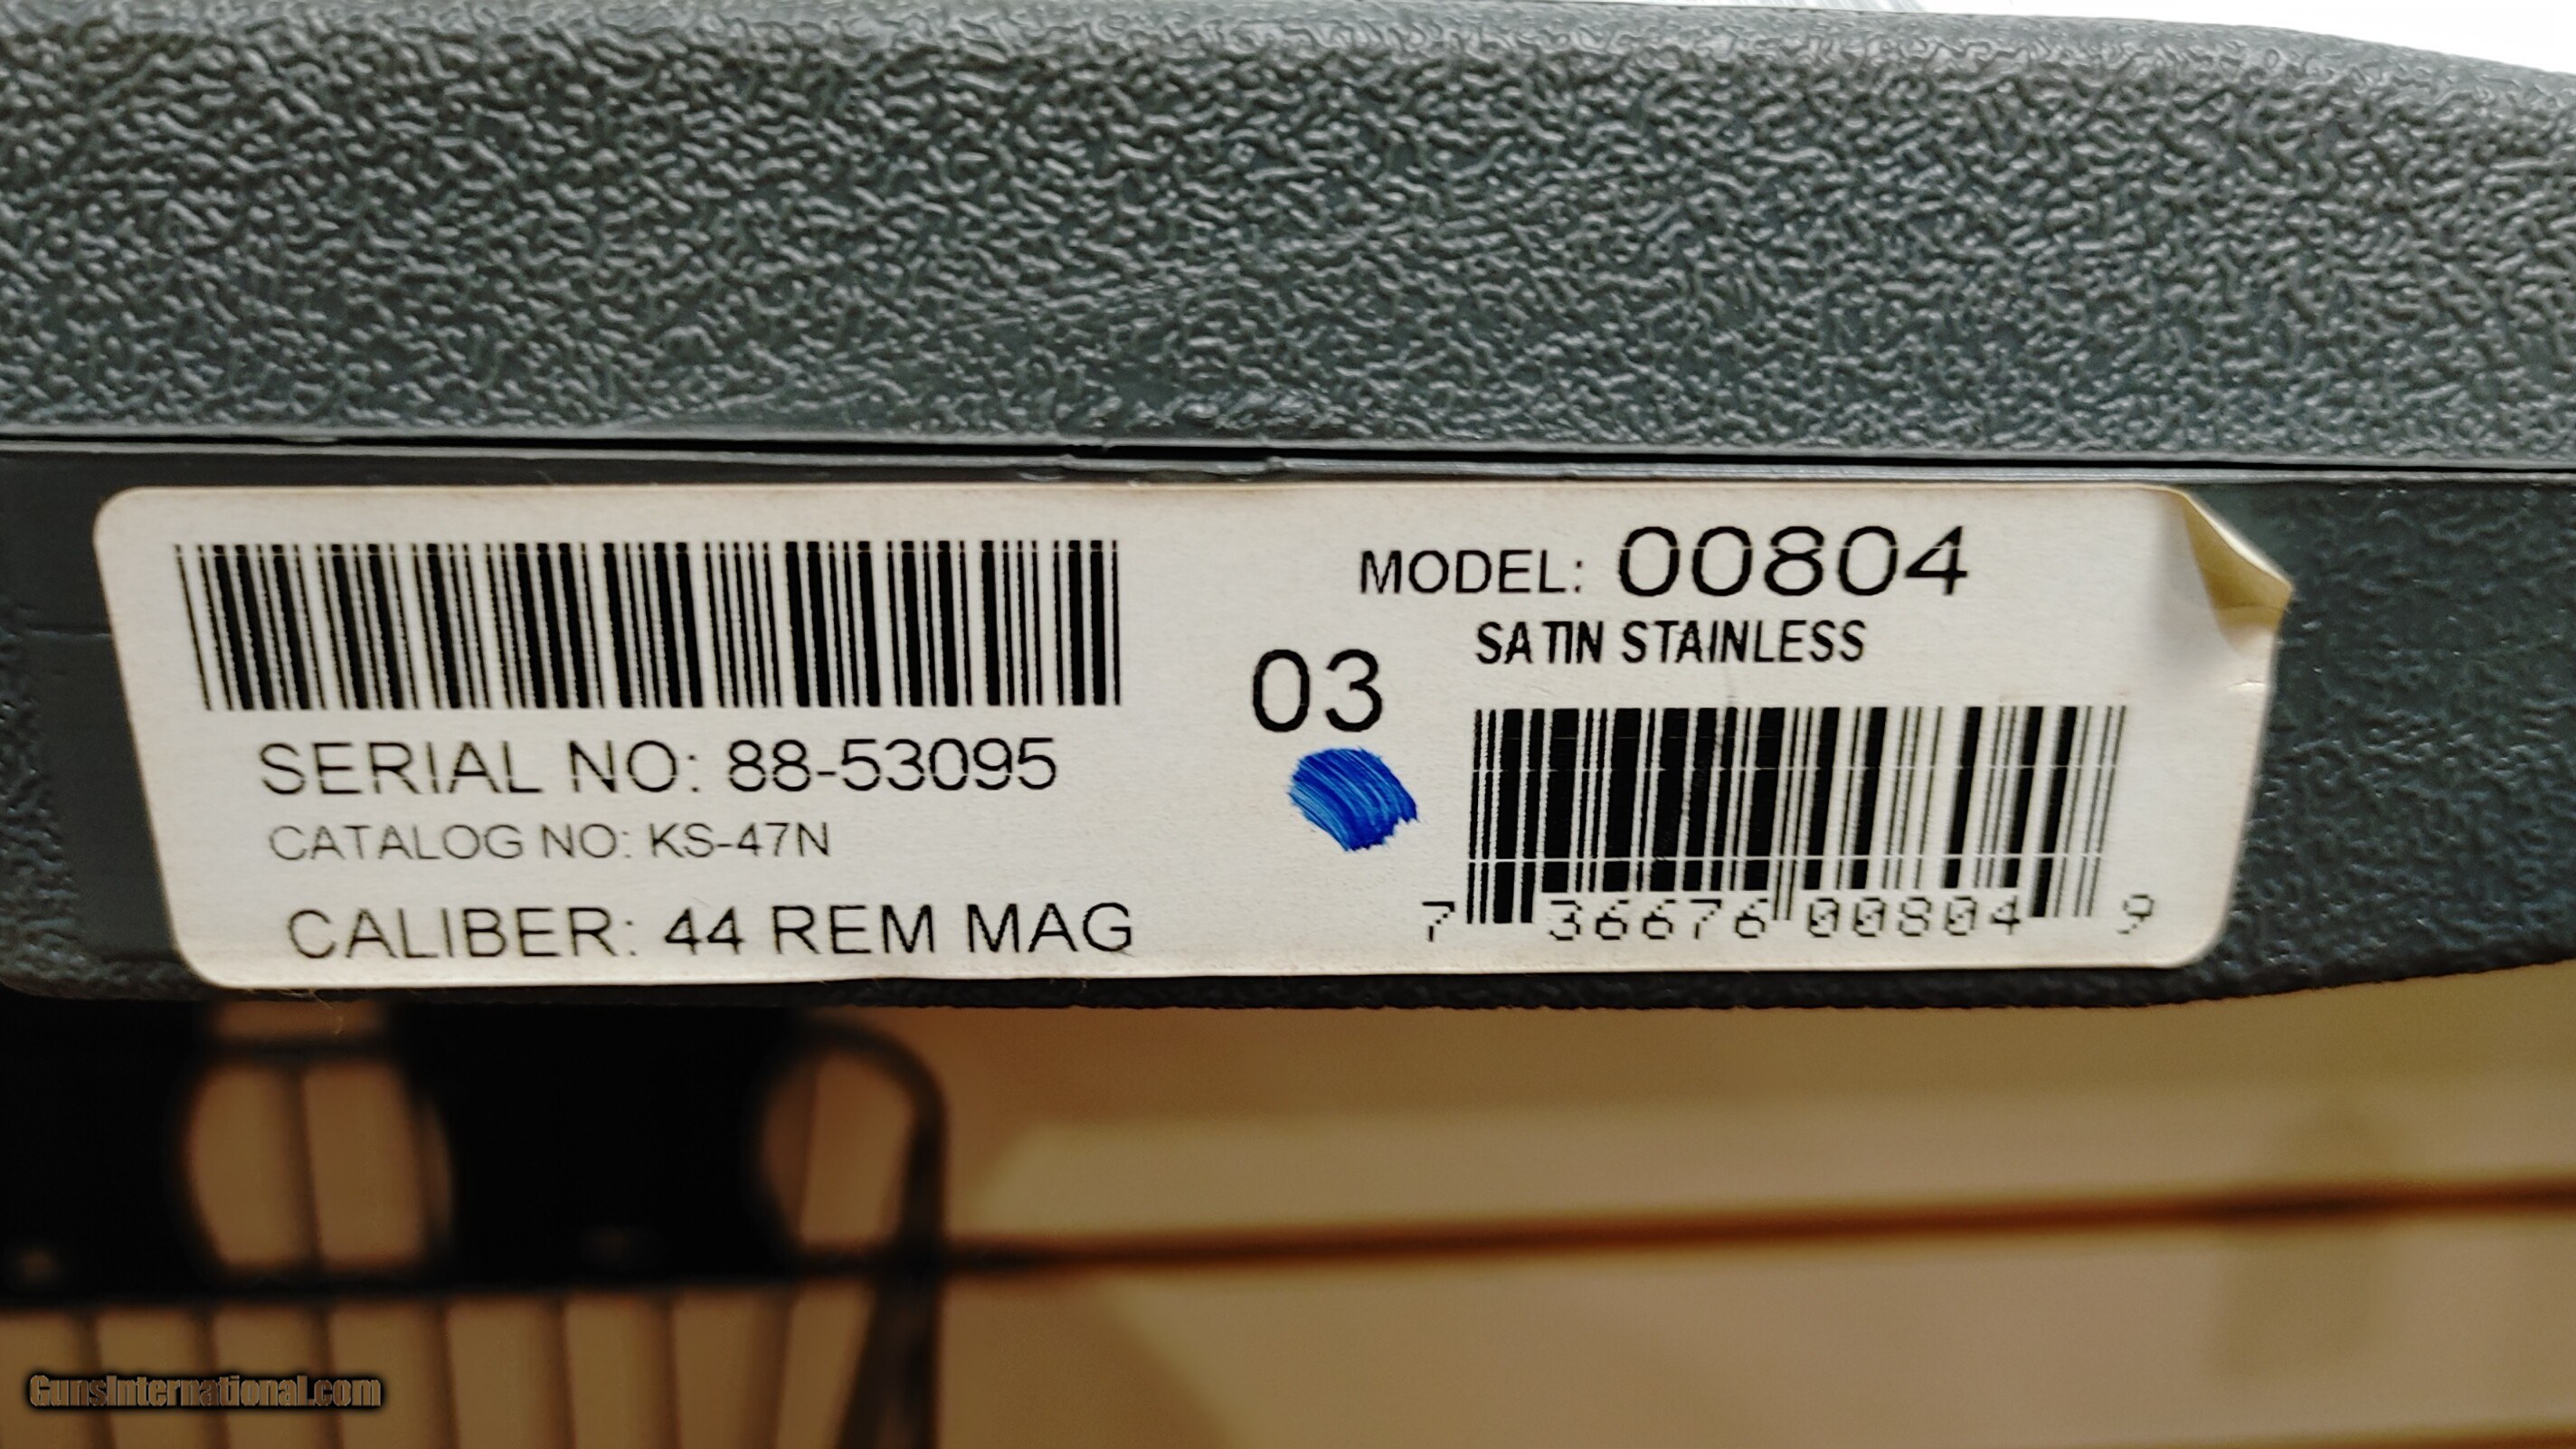 SERIAL NO: 88-53095
CATALOG NO: KS-47N
CALIBER: 44 REM MAG
03
MODEL: 00804
SATIN STAINLESS
7 36676 00804 9
GunsInternational.com